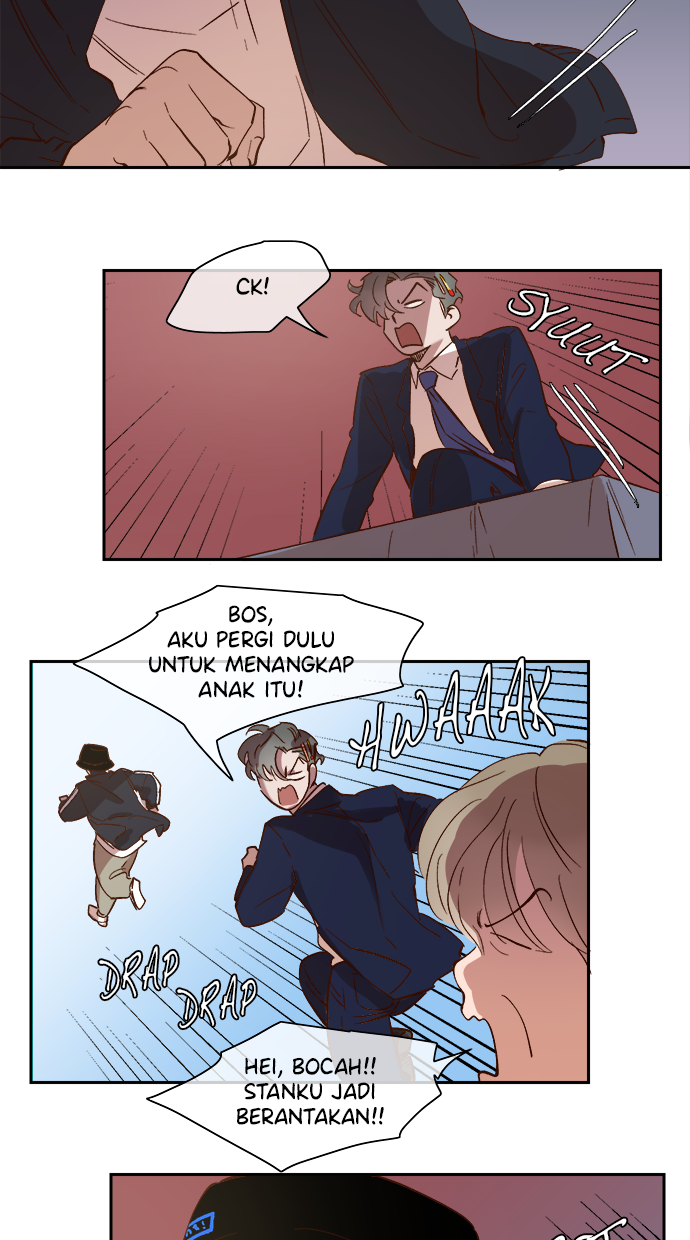 CK!
SYUUT
BOS,
AKU PERGI DULU
UNTUK MENANGKAP
ANAK ITU!
HWAAAK
DRAP
DRAP
HEI, BOCAH!!
STANKU JADI
BERANTAKAN!!